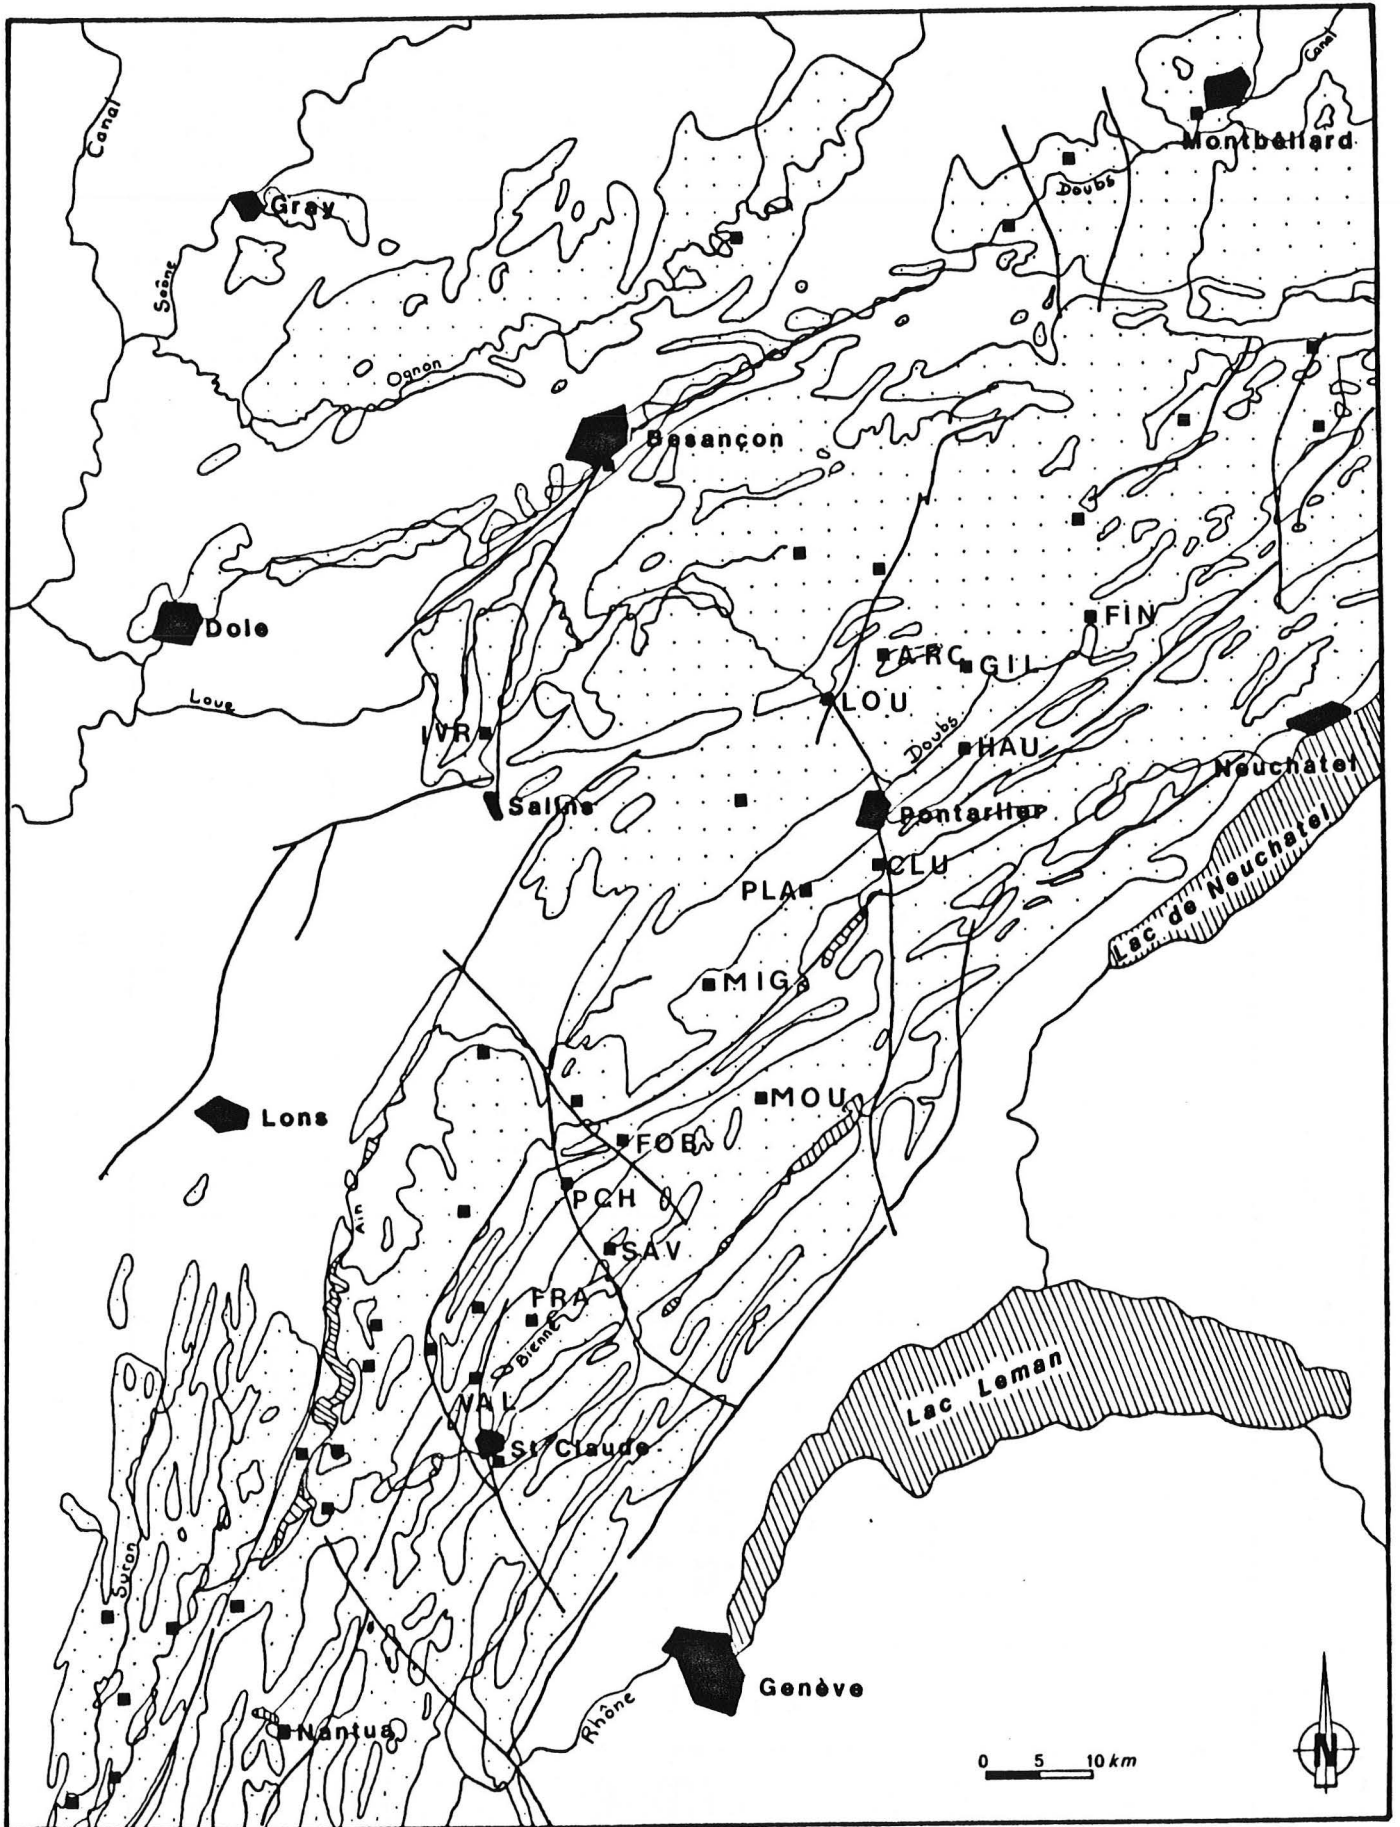 Canal
Canal
Montbéliard
Doubs
Gray
Saône
Ognon
Besançon
FIN
Dole
ARC
GIL
Loue
LOU
IVR
Doubs
HAU
Neuchatel
Salins
Pontarlier
CLU
PLA
Lac de Neuchatel
MIG
MOU
Lons
FOB
PCH
Ain
SAV
FRA
Bienne
Lac Leman
VAL
St Claude
Suron
Genève
Rhône
Nantua
0 5 10 km
N